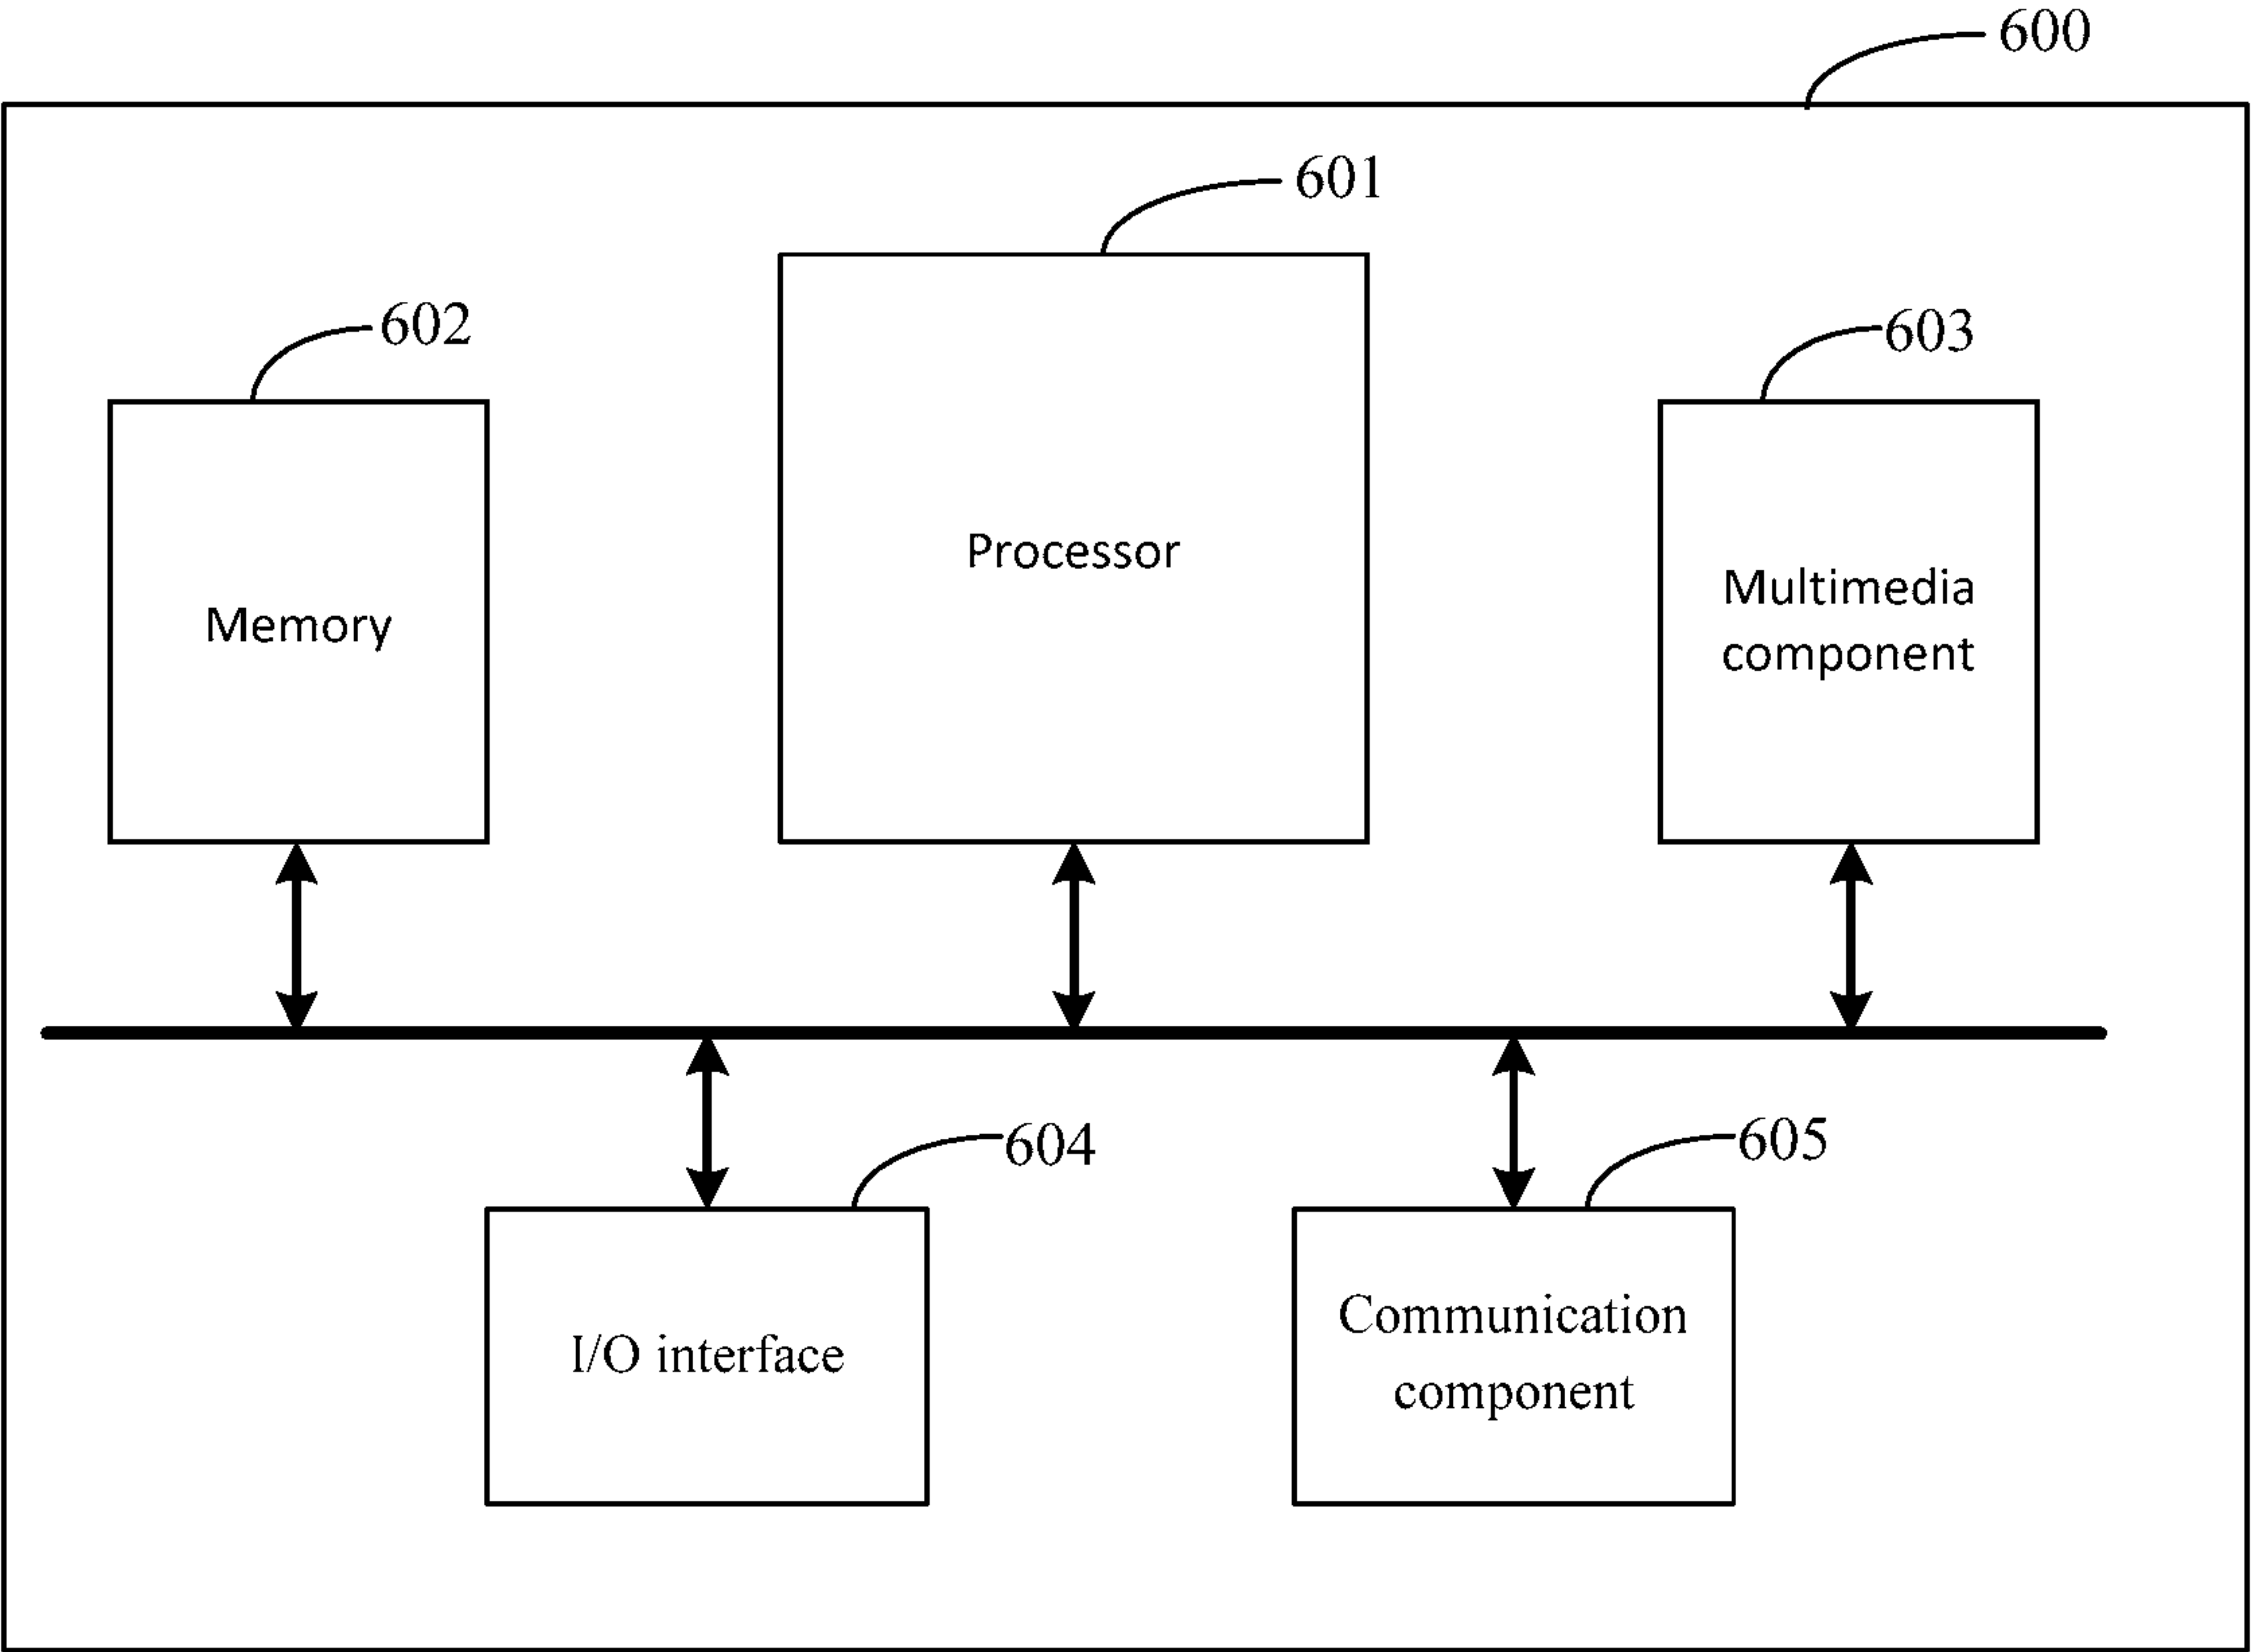 600
601
602
603
Processor
Memory
Multimedia
component
604
605
I/O interface
Communication
component